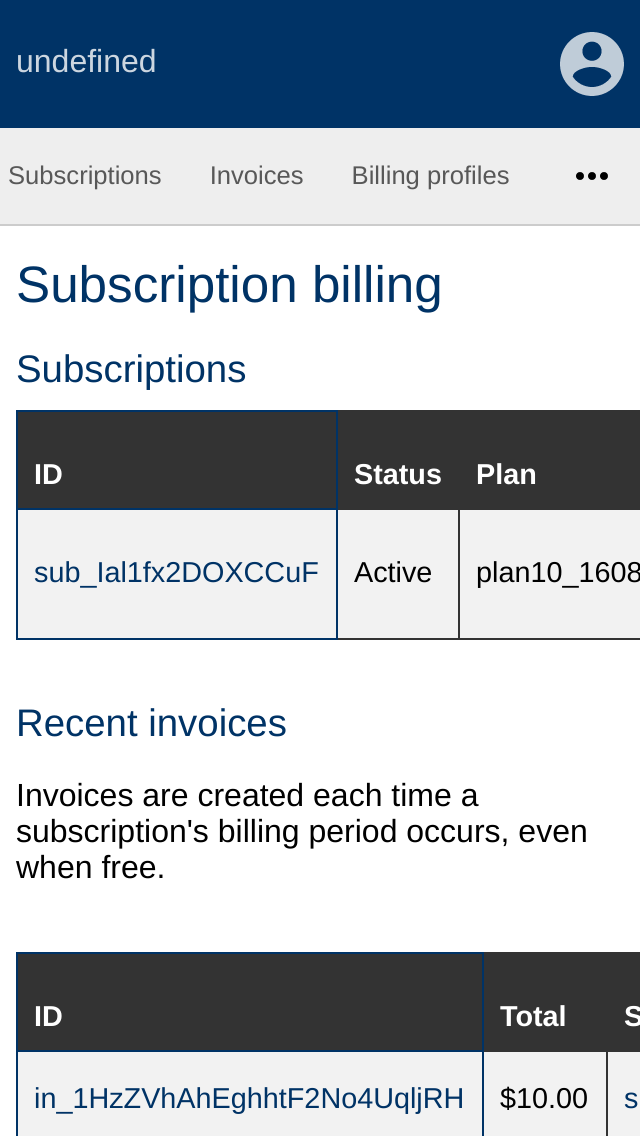 undefined
Subscriptions Invoices Billing profiles
Subscription billing
Subscriptions
ID Status Plan
sub_Ial1fx2DOXCCuF Active plan10_1608
Recent invoices
Invoices are created each time a
subscription's billing period occurs, even
when free.
ID Total S
in_1HzZVhAhEghhtF2No4UqljRH $10.00 s